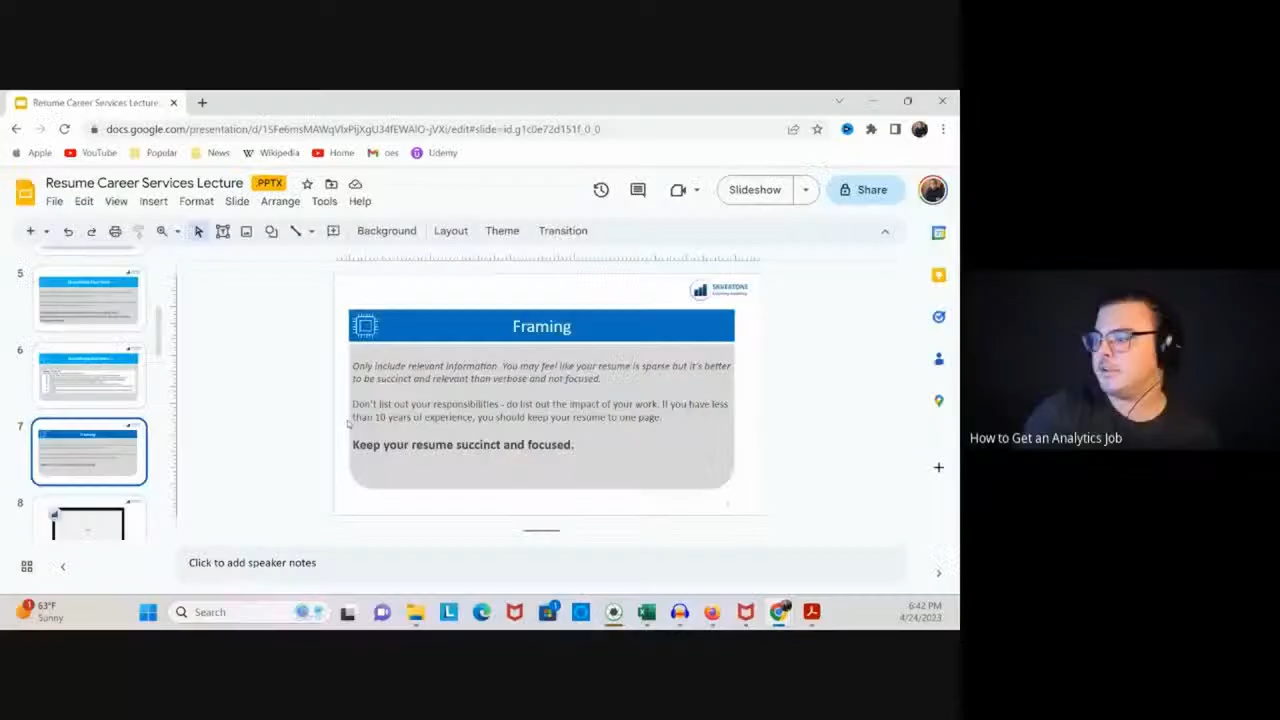 Resume Career Services Lecture
docs.google.com/presentation/d/15Fe6msMAWqVlxPijXgU34fEWAlO-jVXi/edit#slide=id.g1c0e72d151f_0_0
Apple YouTube Popular News Wikipedia Home oes Udemy
Resume Career Services Lecture .PPTX
File Edit View Insert Format Slide Arrange Tools Help
Slideshow Share
Background Layout Theme Transition
5
6
7
8
SILVERTONE
Framing
Only include relevant information. You may feel like your resume is sparse but it's better
to be succinct and relevant than verbose and not focused.
Don't list out your responsibilities - do list out the impact of your work. If you have less
than 10 years of experience, you should keep your resume to one page.
Keep your resume succinct and focused.
Framing
Click to add speaker notes
How to Get an Analytics Job
63°F
Sunny
Search
6:42 PM
4/24/2023